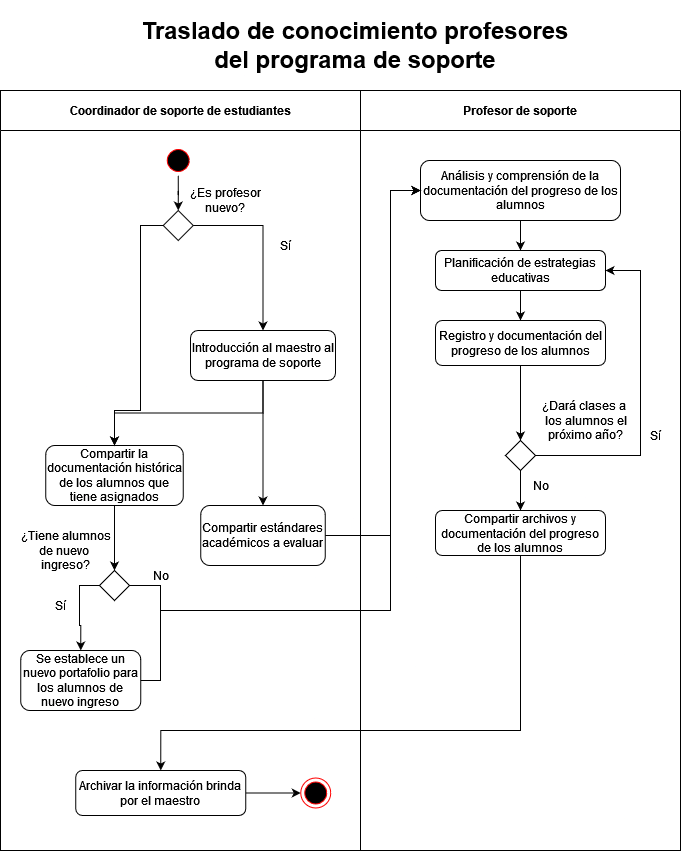 Traslado de conocimiento profesores
del programa de soporte
Coordinador de soporte de estudiantes
Profesor de soporte
¿Es profesor
nuevo?
Sí
Introducción al maestro al
programa de soporte
Compartir la
documentación histórica
de los alumnos que
tiene asignados
Compartir estándares
académicos a evaluar
¿Tiene alumnos
de nuevo
ingreso?
No
Sí
Se establece un
nuevo portafolio para
los alumnos de
nuevo ingreso
Análisis y comprensión de la
documentación del progreso de los
alumnos
Planificación de estrategias
educativas
Registro y documentación del
progreso de los alumnos
¿Dará clases a
los alumnos el
próximo año?
Sí
No
Compartir archivos y
documentación del progreso
de los alumnos
Archivar la información brinda
por el maestro